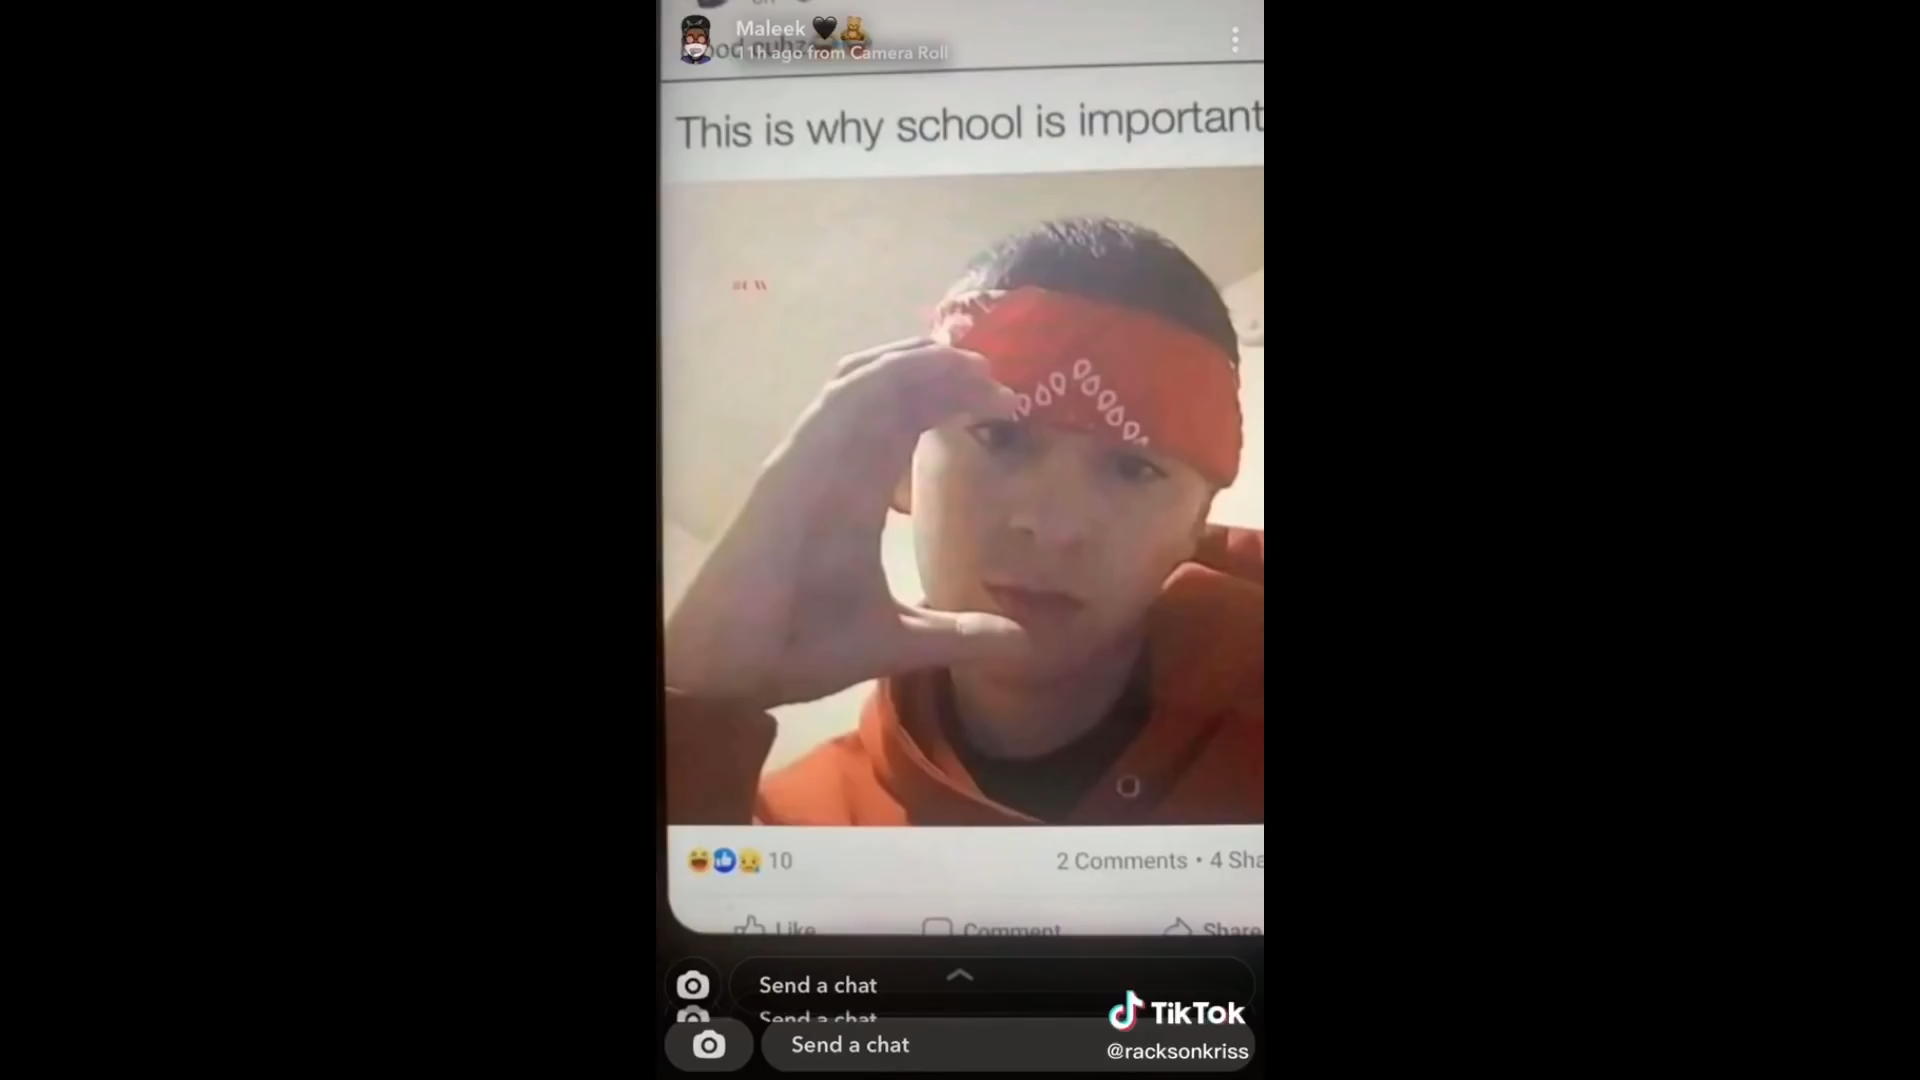 Maleek 🖤🧸
11h ago from Camera Roll
This is why school is important
10
2 Comments • 4 Sha
Like
Comment
Share
Send a chat
Send a chat
Send a chat
TikTok
@racksonkriss